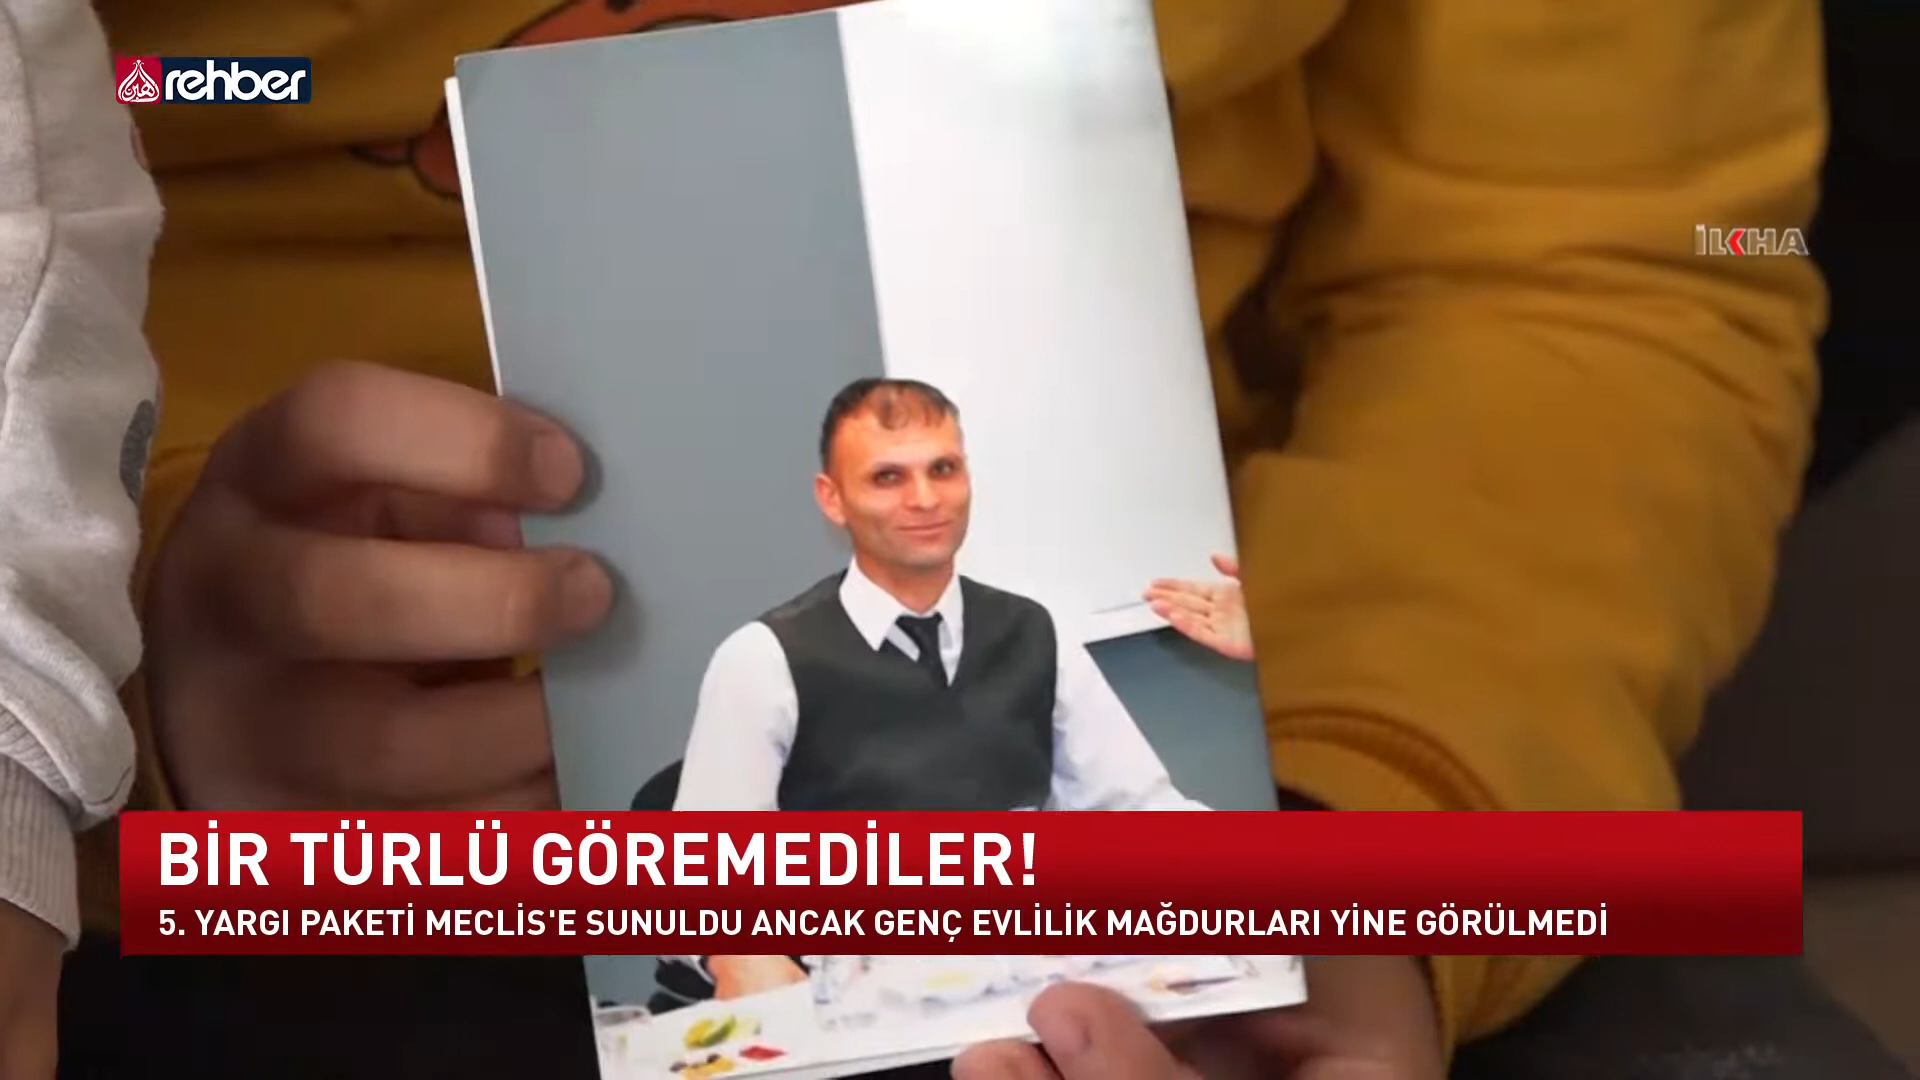 rehber
İLKHA
BİR TÜRLÜ GÖREMEDİLER!
5. YARGI PAKETİ MECLİS'E SUNULDU ANCAK GENÇ EVLİLİK MAĞDURLARI YİNE GÖRÜLMEDİ